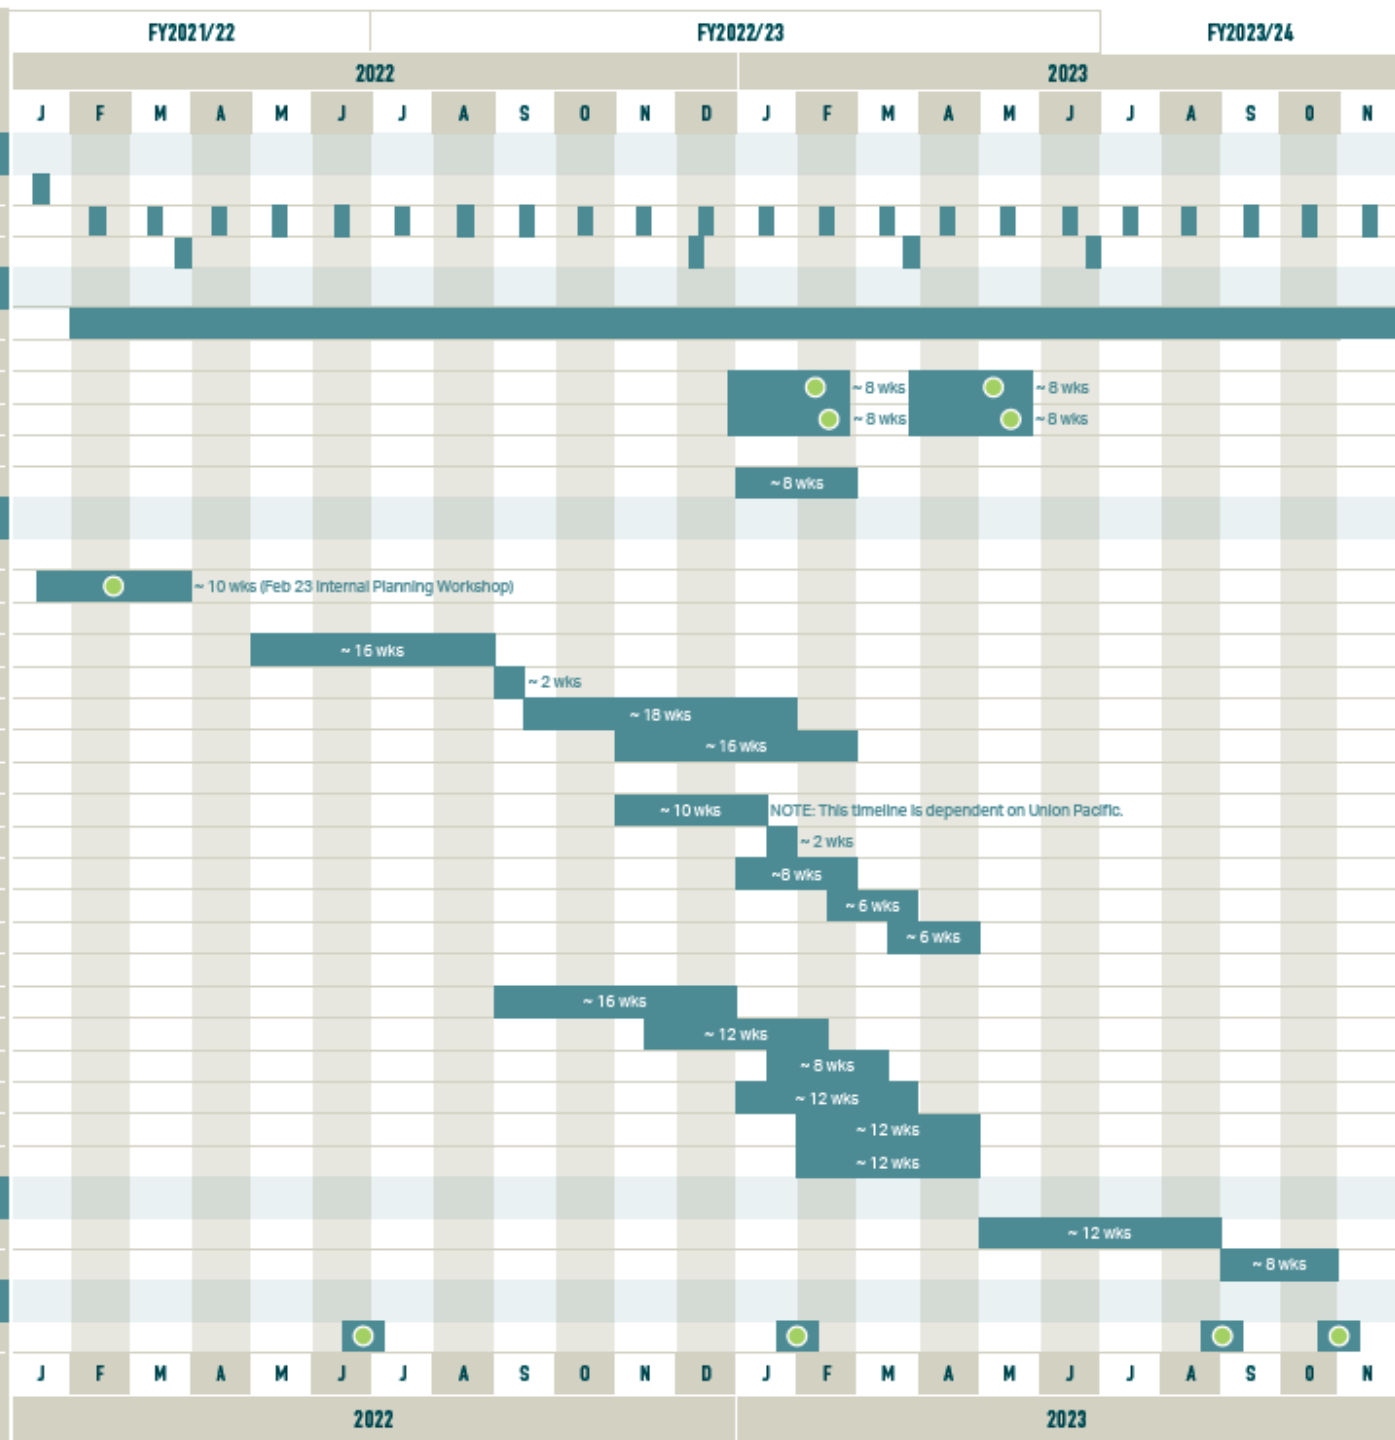 FY2021/22 FY2022/23 FY2023/24
2022 2023
J F M A M J J A S O N D J F M A M J J A S O N
~ 8 wks ~ 8 wks
~ 8 wks ~ 8 wks
~ 8 wks
~ 10 wks (Feb 23 Internal Planning Workshop)
~ 16 wks
~ 2 wks
~ 18 wks
~ 16 wks
~ 10 wks NOTE: This timeline is dependent on Union Pacific.
~ 2 wks
~8 wks
~ 6 wks
~ 6 wks
~ 16 wks
~ 12 wks
~ 8 wks
~ 12 wks
~ 12 wks
~ 12 wks
~ 12 wks
~ 8 wks
J F M A M J J A S O N D J F M A M J J A S O N
2022 2023